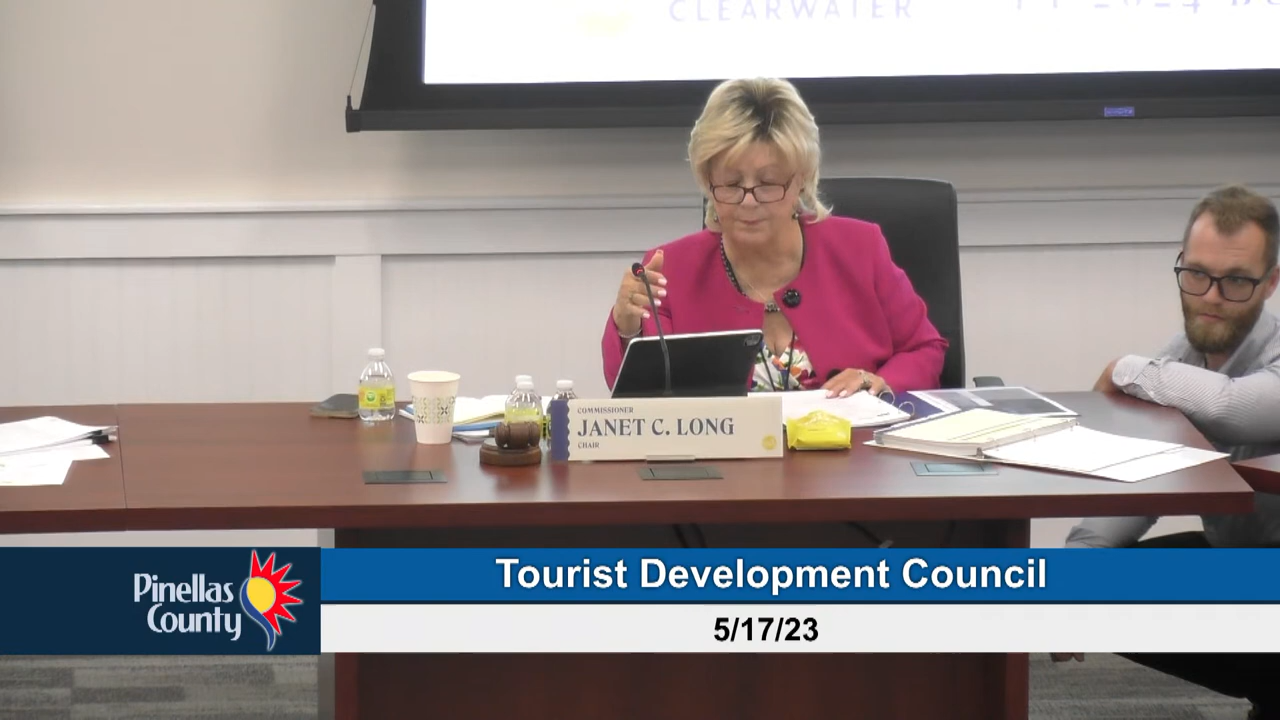 CLEARWATER
COMMISSIONER
JANET C. LONG
CHAIR
Pinellas
County
Tourist Development Council
5/17/23